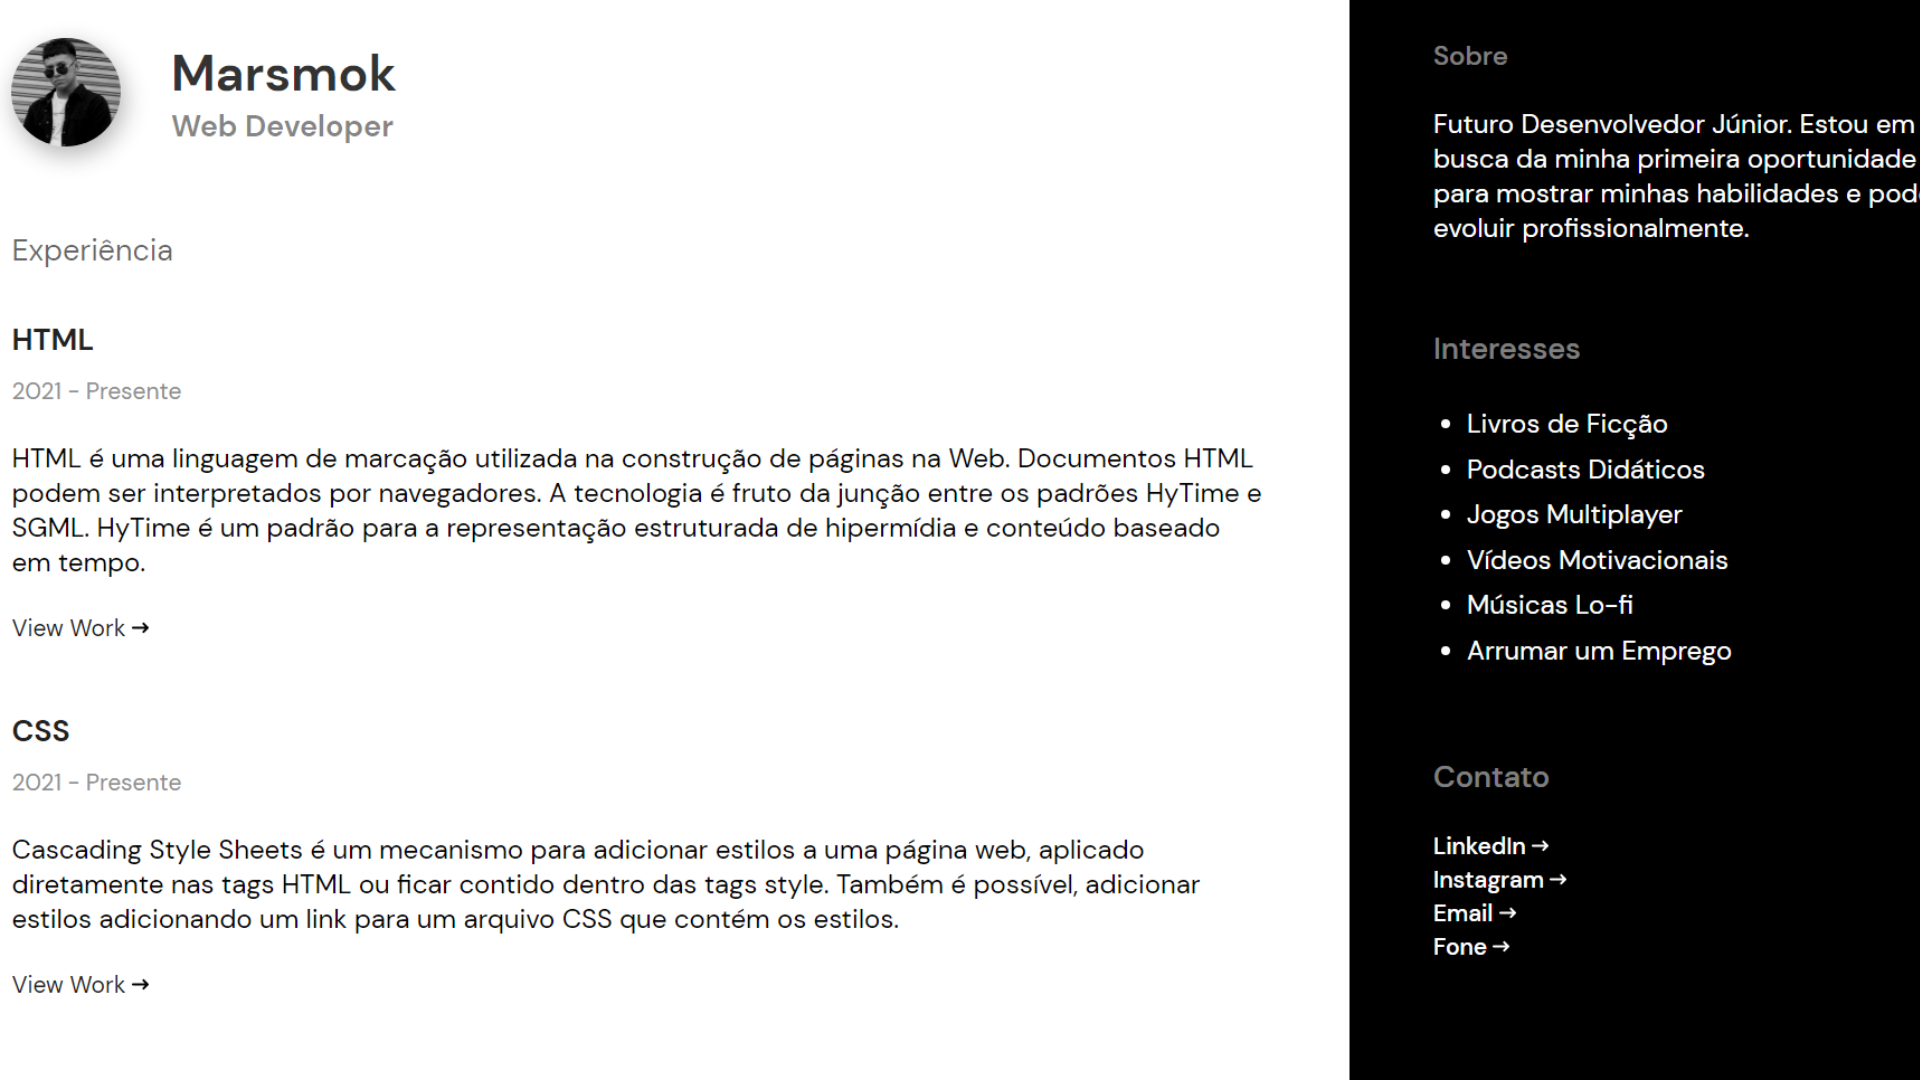 Marsmok
Web Developer
Experiência
HTML
2021 - Presente
HTML é uma linguagem de marcação utilizada na construção de páginas na Web. Documentos HTML
podem ser interpretados por navegadores. A tecnologia é fruto da junção entre os padrões HyTime e
SGML. HyTime é um padrão para a representação estruturada de hipermídia e conteúdo baseado
em tempo.
View Work →
CSS
2021 - Presente
Cascading Style Sheets é um mecanismo para adicionar estilos a uma página web, aplicado
diretamente nas tags HTML ou ficar contido dentro das tags style. Também é possível, adicionar
estilos adicionando um link para um arquivo CSS que contém os estilos.
View Work →
Sobre
Futuro Desenvolvedor Júnior. Estou em
busca da minha primeira oportunidade
para mostrar minhas habilidades e
evoluir profissionalmente.
Interesses
• Livros de Ficção
• Podcasts Didáticos
• Jogos Multiplayer
• Vídeos Motivacionais
• Músicas Lo-fi
• Arrumar um Emprego
Contato
LinkedIn →
Instagram →
Email →
Fone →